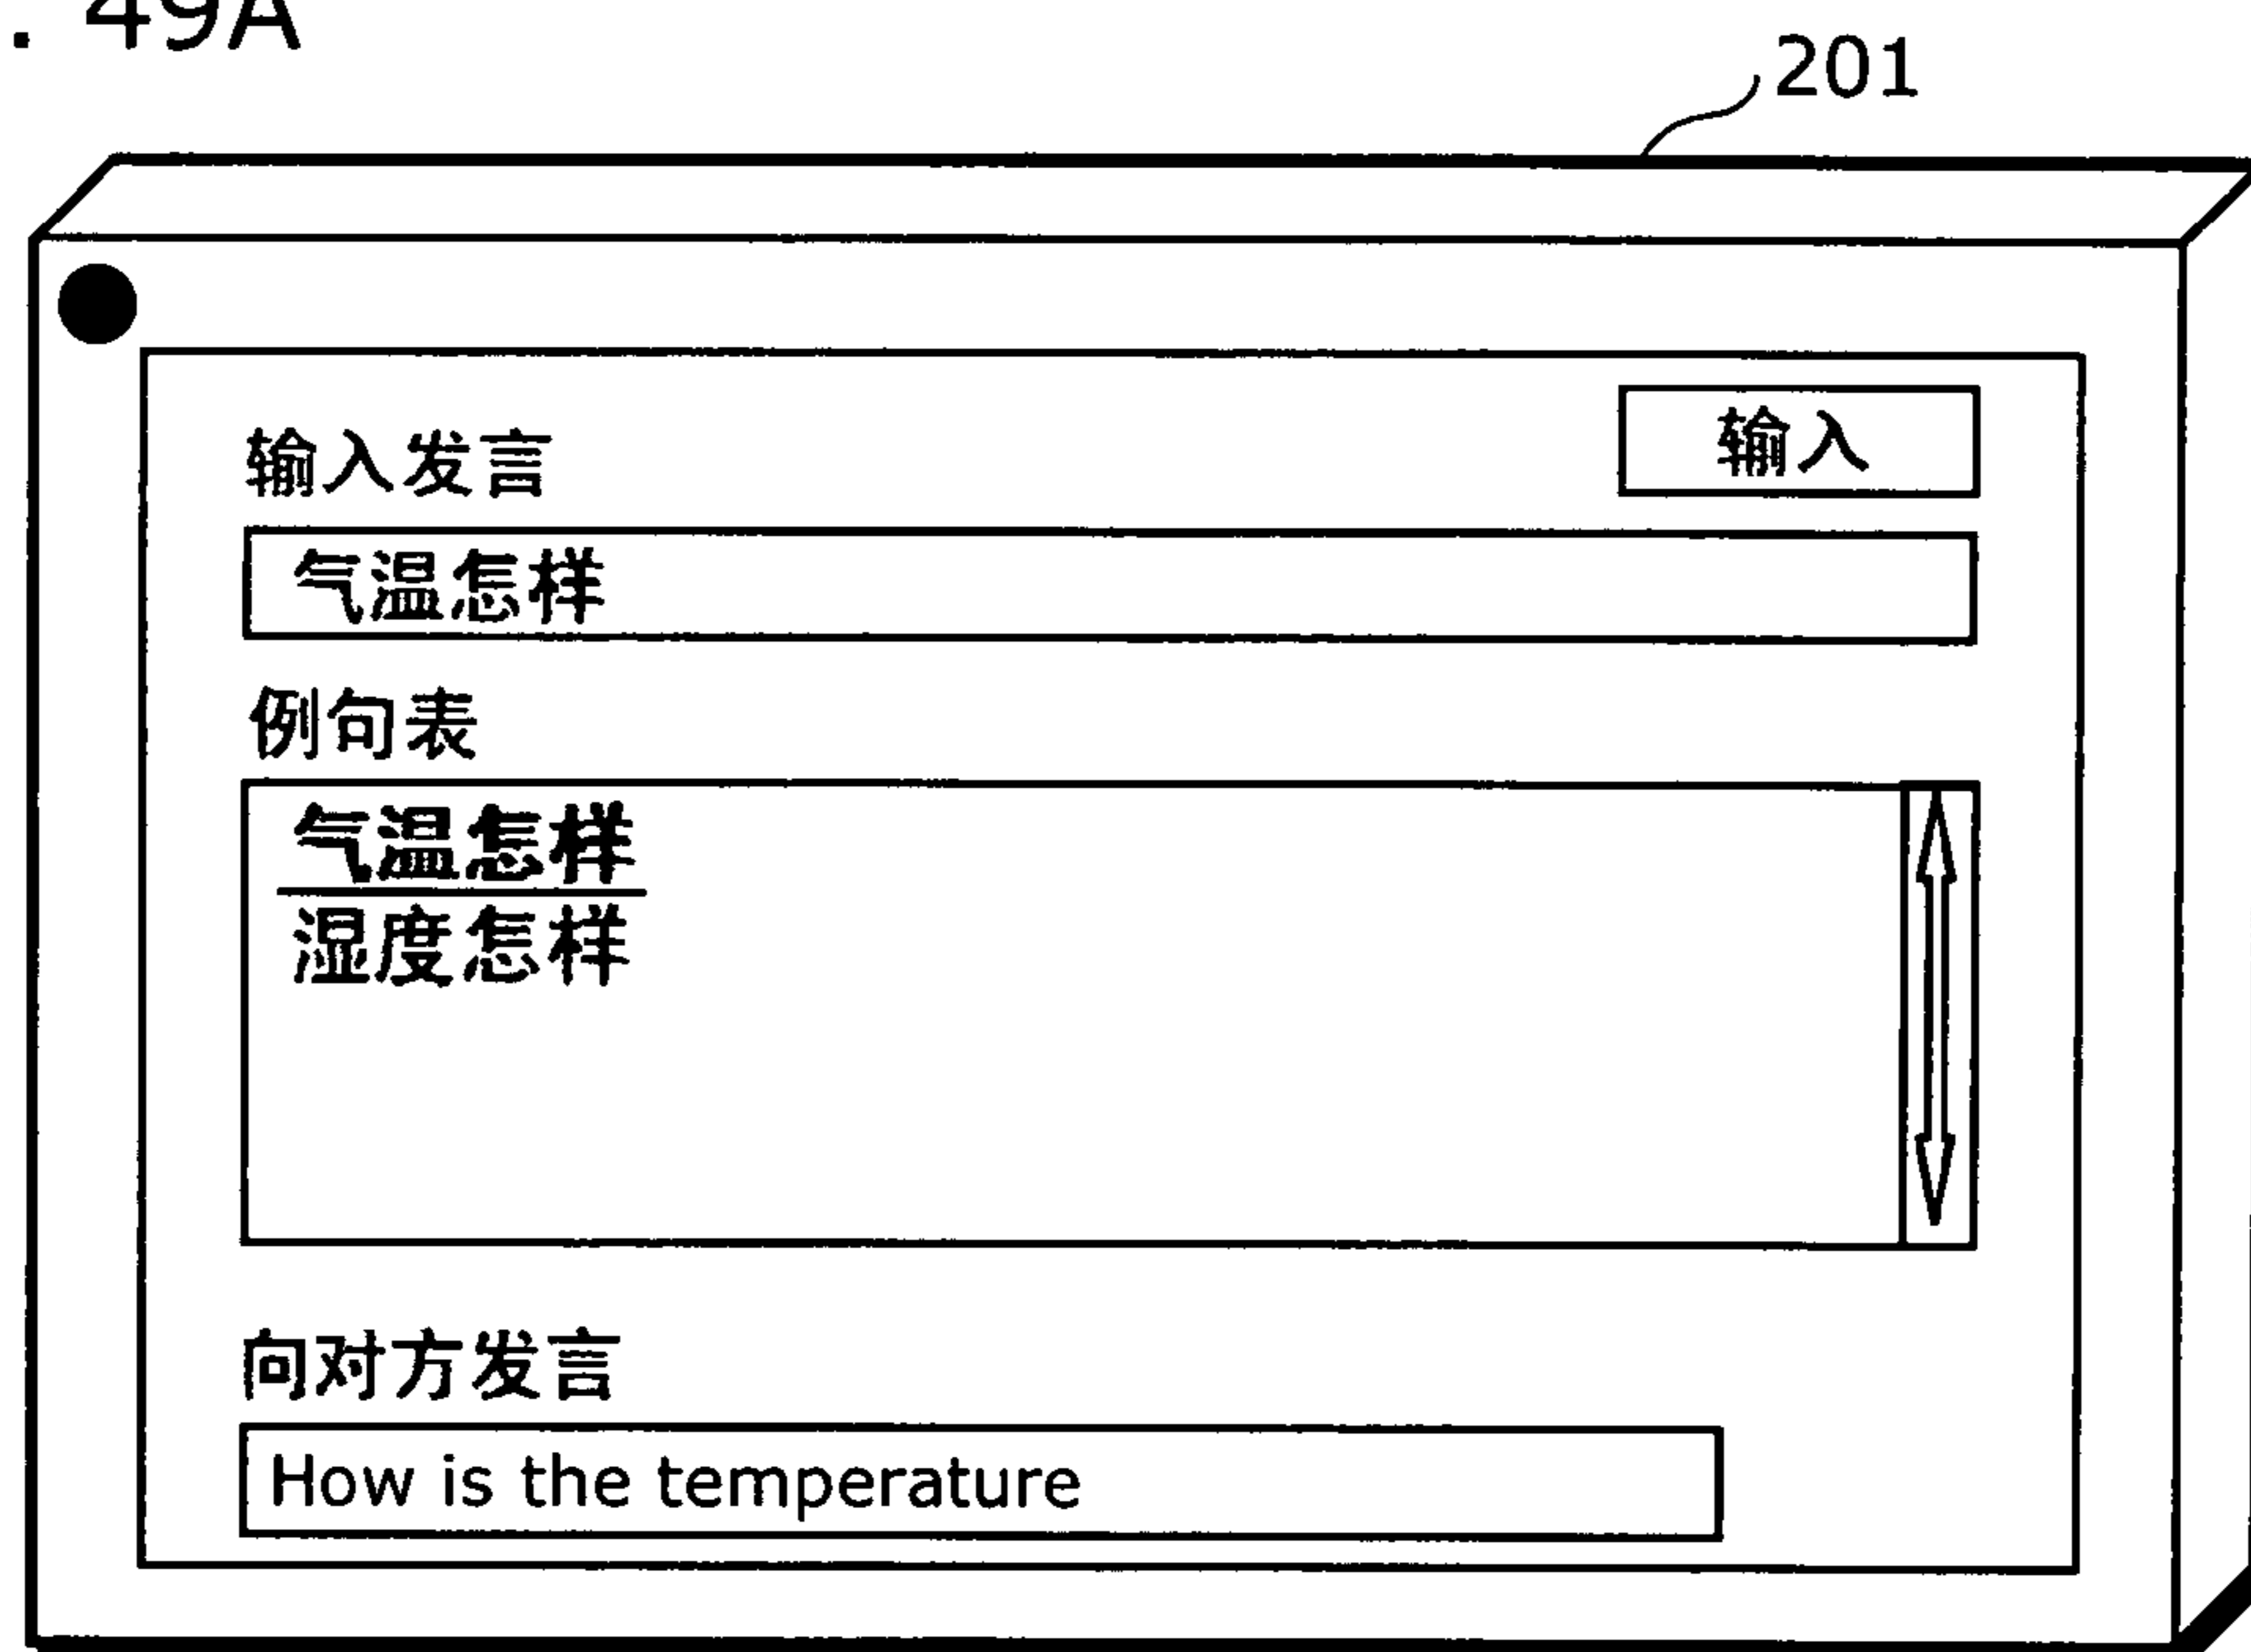 . 49A
201
输入发言
输入
气温怎样
例句表
气温怎样
湿度怎样
向对方发言
How is the temperature